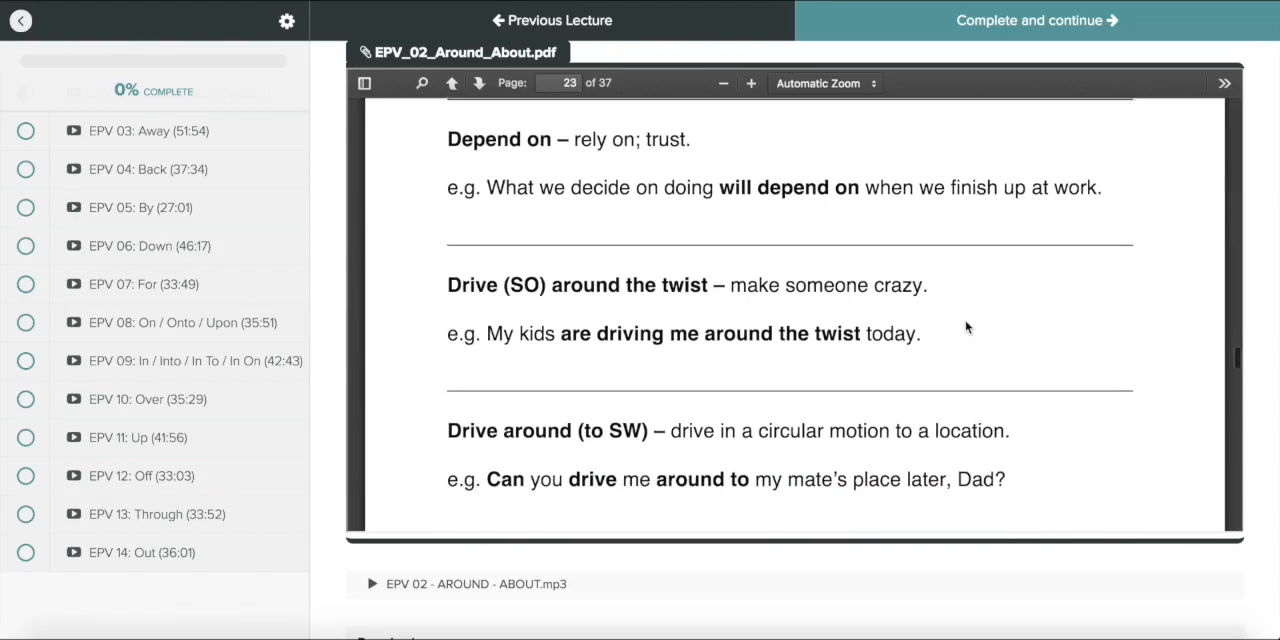 Previous Lecture
Complete and continue
0% COMPLETE
EPV 03: Away (51:54)
EPV 04: Back (37:34)
EPV 05: By (27:01)
EPV 06: Down (46:17)
EPV 07: For (33:49)
EPV 08: On / Onto / Upon (35:51)
EPV 09: In / Into / In To / In On (42:43)
EPV 10: Over (35:29)
EPV 11: Up (41:56)
EPV 12: Off (33:03)
EPV 13: Through (33:52)
EPV 14: Out (36:01)
EPV_02_Around_About.pdf
Page: 23 of 37
Automatic Zoom
Depend on – rely on; trust.
e.g. What we decide on doing will depend on when we finish up at work.
Drive (SO) around the twist – make someone crazy.
e.g. My kids are driving me around the twist today.
Drive around (to SW) – drive in a circular motion to a location.
e.g. Can you drive me around to my mate's place later, Dad?
EPV 02 - AROUND - ABOUT.mp3